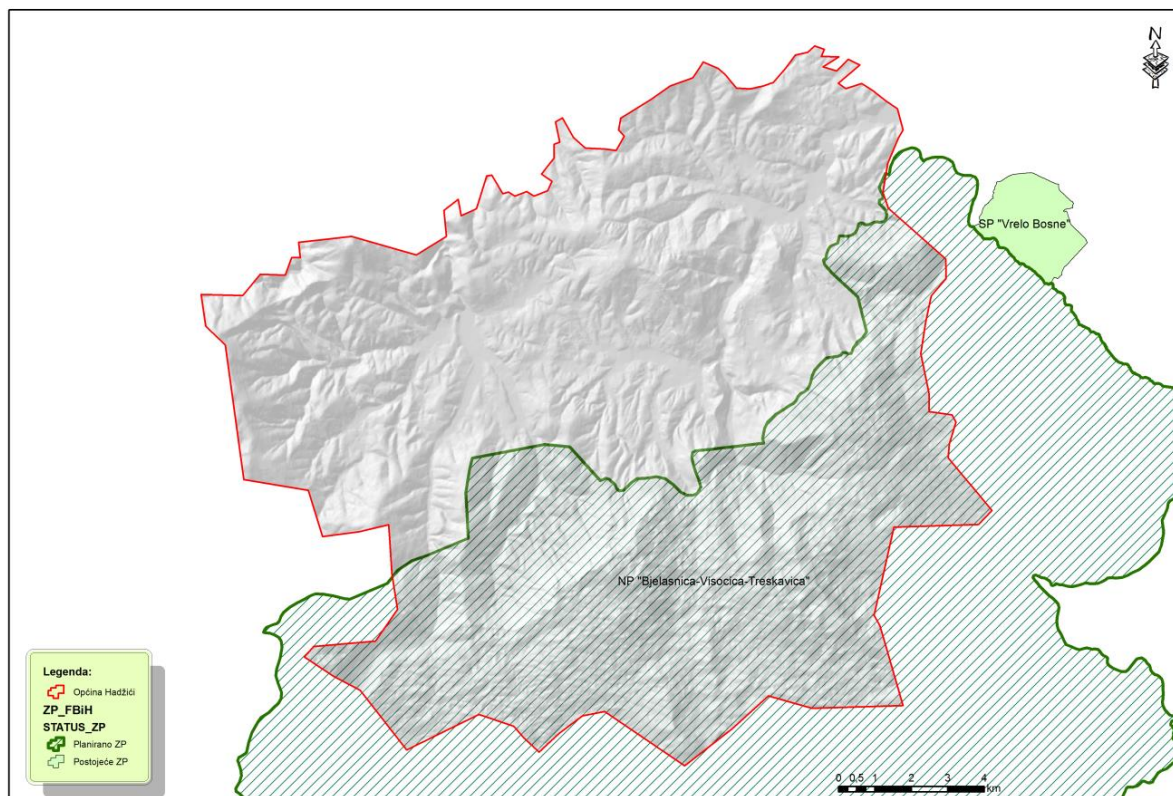 N
SP "Vrelo Bosne"
NP "Bjelasnica-Visocica-Treskavica"
Legenda:
Općina Hadžići
ZP_FBiH
STATUS_ZP
Planirano ZP
Postojeće ZP
0 0.5 1 2 3 4
km